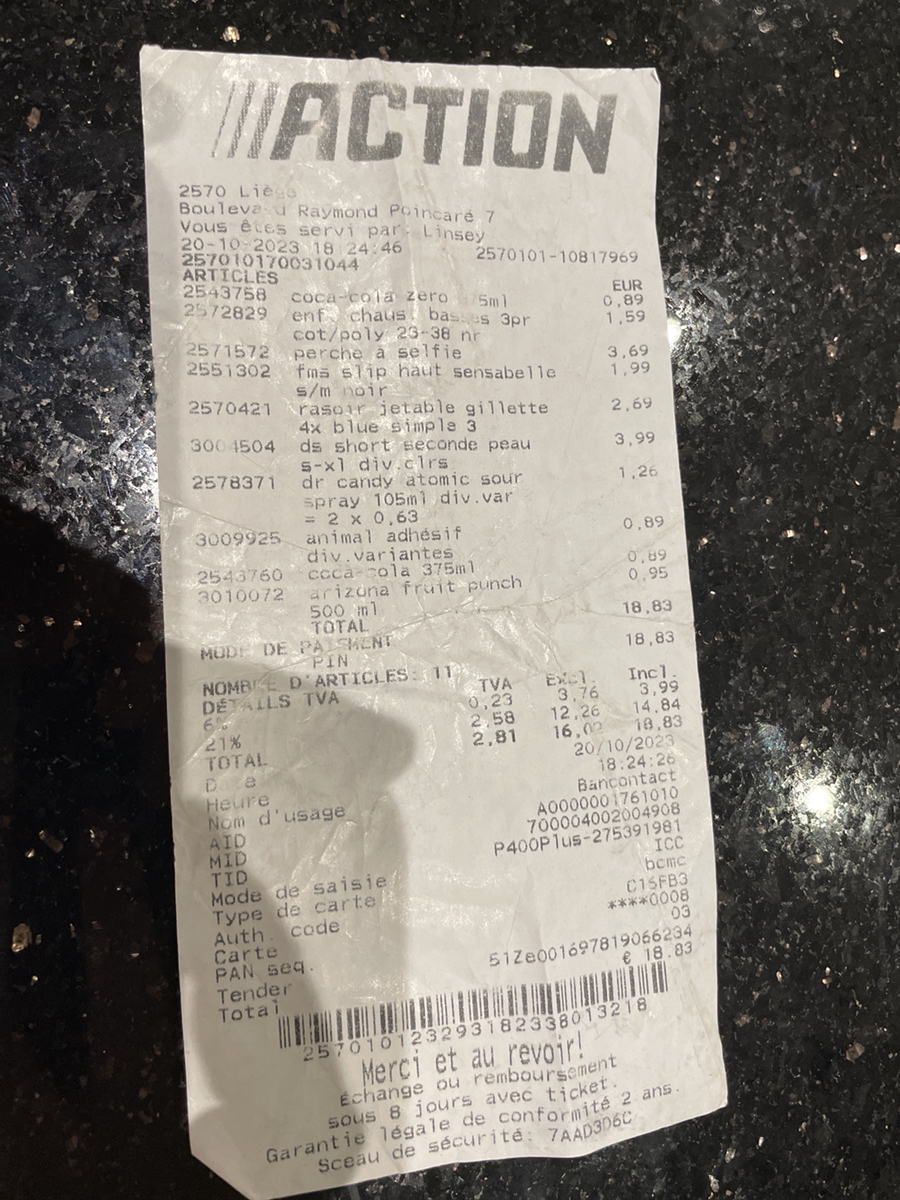 ACTION
2570 Liège
Boulevard Raymond Poincaré 7
Vous êtes servi par: Linsey
20-10-2023 18:24:46 2570101-10817969
257010170031044
ARTICLES EUR
2543758 coca-cola zero 375ml 0,89
2572829 enf. chaus. basses 3pr 1,59
cot/poly 23-38 nr
2571572 perche à selfie 3,69
2551302 fms slip haut sensabelle 1,99
s/m noir
2570421 rasoir jetable gillette 2,69
4x blue simple 3
3004504 ds short seconde peau 3,99
s-xl div.clrs
2578371 dr candy atomic sour 1,26
spray 105ml div.var
= 2 x 0,63
3009925 animal adhésif 0,89
div.variantes
2543760 coca-cola 375ml 0,89
3010072 arizona fruit punch 0,95
500 ml
TOTAL 18,83
MODE DE PAIEMENT
PIN 18,83
NOMBRE D'ARTICLES: 11
DÉTAILS TVA TVA Excl. Incl.
6% 0,23 3,76 3,99
21% 2,58 12,26 14,84
TOTAL 2,81 16,02 18,83
Date 20/10/2023
Heure 18:24:26
Nom d'usage Bancontact
AID A0000001761010
MID 700004002004908
TID P400Plus-275391981
Mode de saisie ICC
Type de carte bcmc
Auth. code C15FB3
Carte ****0008
PAN seq. 03
Tender 51Ze001697819066234
Total € 18.83
257010123293182338013218
Merci et au revoir!
Échange ou remboursement
sous 8 jours avec ticket.
Garantie légale de conformité 2 ans.
Sceau de sécurité: 7AAD3D6C